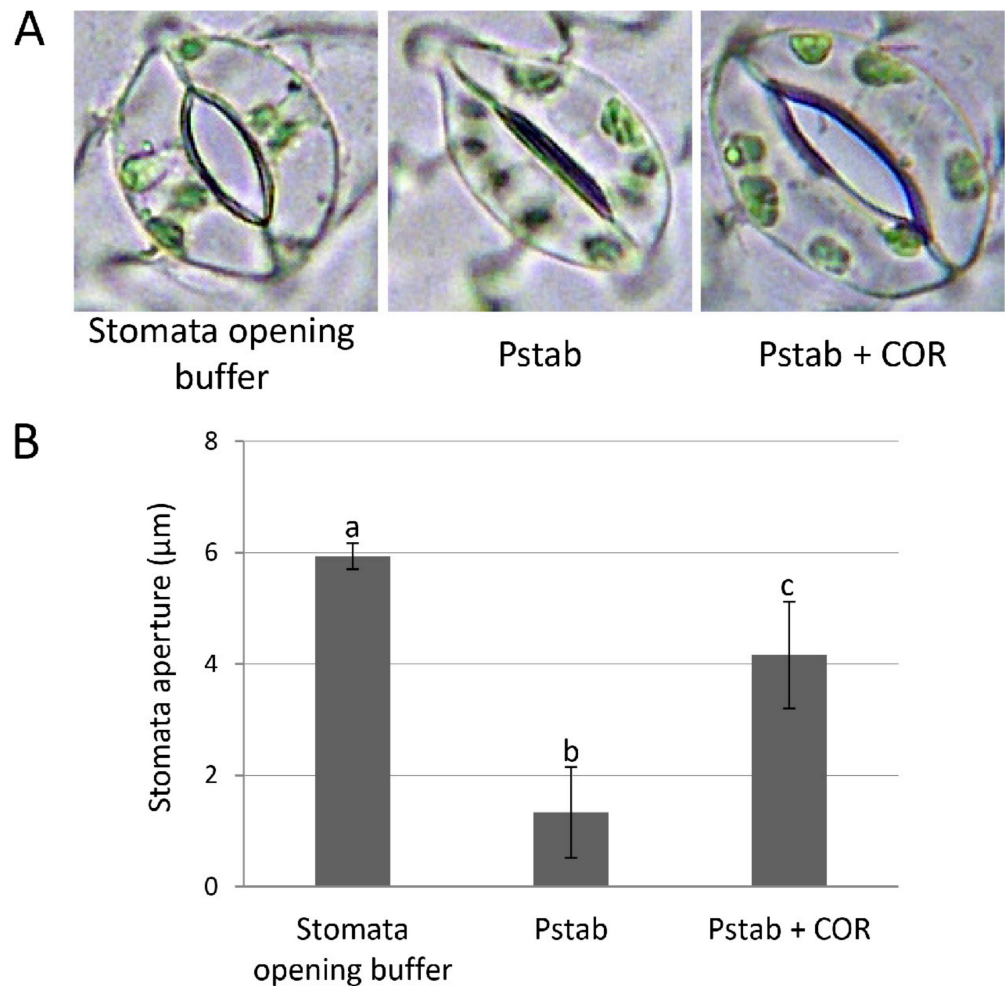 A
Stomata opening
buffer
Pstab
Pstab + COR
B
Stomata aperture (µm)
8
6
4
2
0
a
b
c
Stomata
opening buffer
Pstab
Pstab + COR